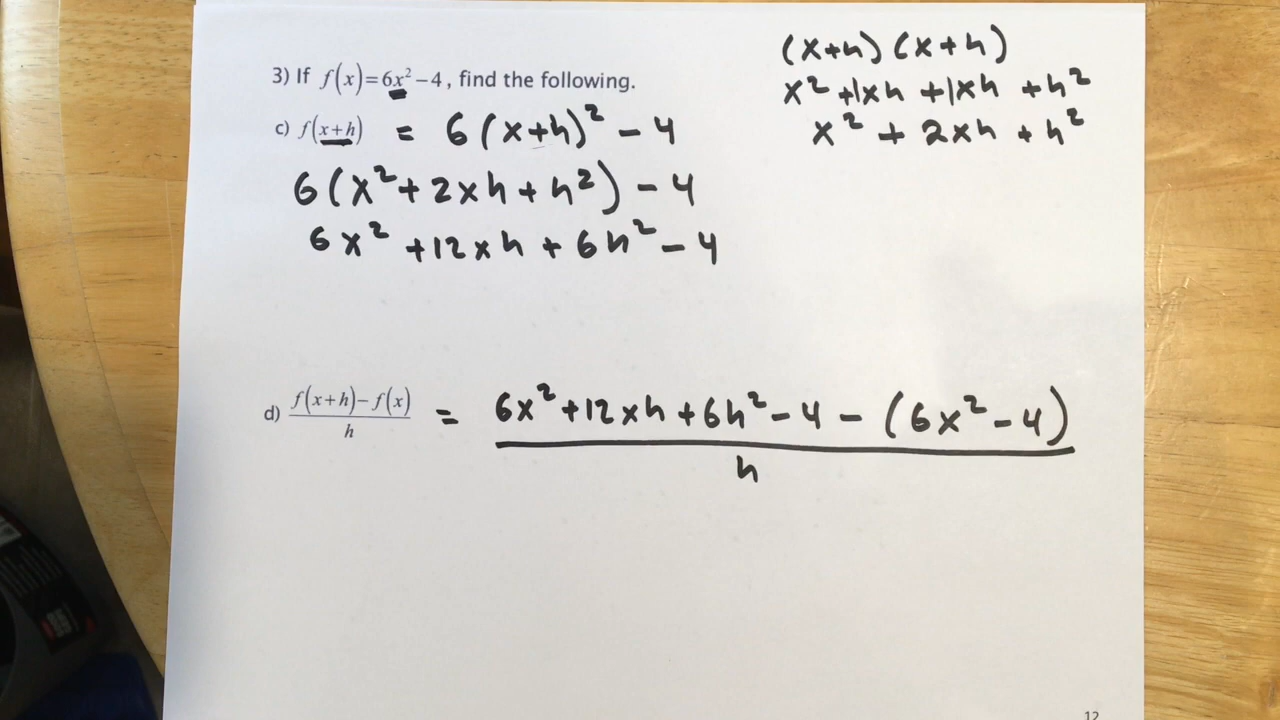 3) If f(x)=6x²-4, find the following.
(x+h)(x+h)
x²+1xh+1xh+h²
x²+2xh+h²
c) f(x+h) = 6(x+h)²-4
6(x²+2xh+h²)-4
6x²+12xh+6h²-4
d) f(x+h)-f(x) = 6x²+12xh+6h²-4-(6x²-4)
h h
12